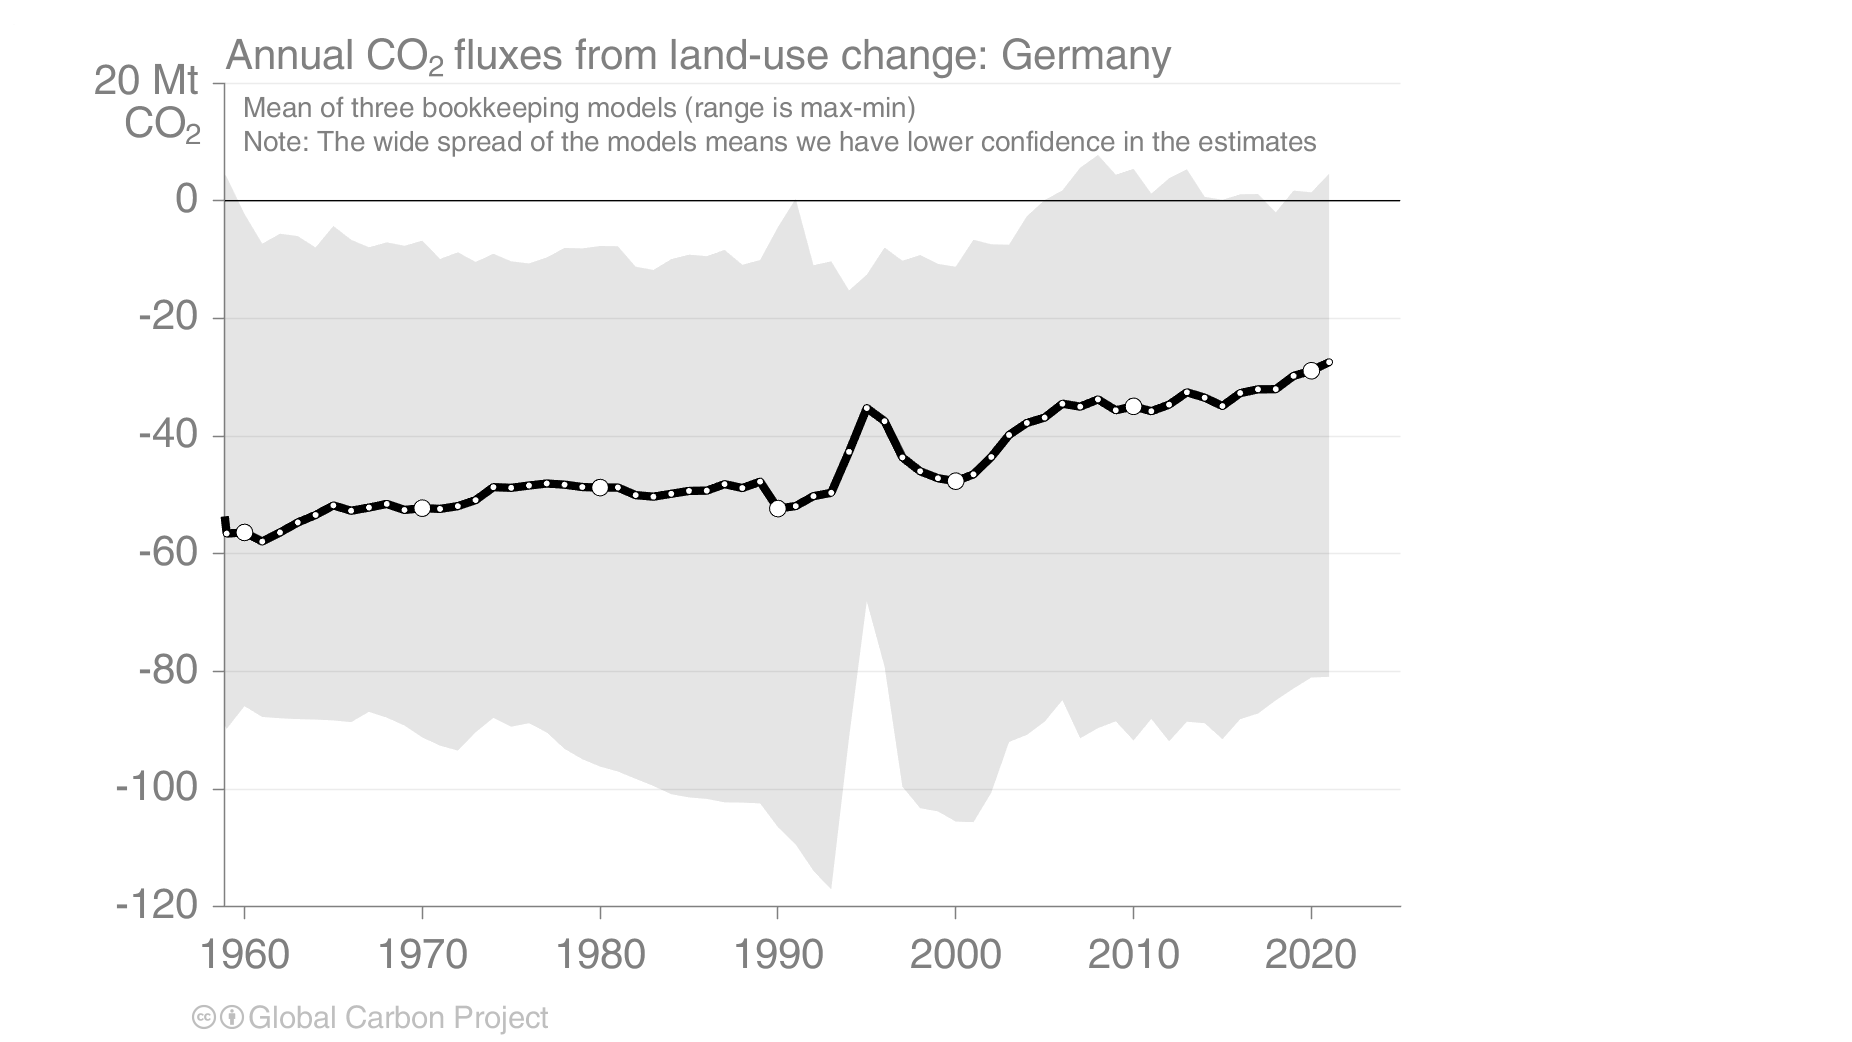 Annual CO₂ fluxes from land-use change: Germany
20 Mt
CO₂
Mean of three bookkeeping models (range is max-min)
Note: The wide spread of the models means we have lower confidence in the estimates
0
-20
-40
-60
-80
-100
-120
1960 1970 1980 1990 2000 2010 2020
cc Global Carbon Project